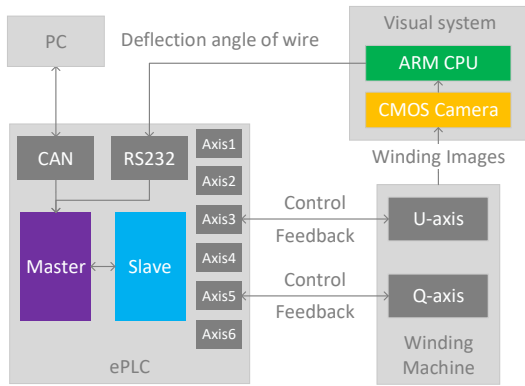 PC
Deflection angle of wire
Visual system
ARM CPU
CMOS Camera
Winding Images
CAN
RS232
Axis1
Axis2
Axis3
Axis4
Axis5
Axis6
Master
Slave
ePLC
Control
Feedback
Control
Feedback
U-axis
Q-axis
Winding
Machine